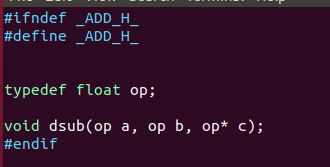 #ifndef _ADD_H_
#define _ADD_H_
typedef float op;
void dsub(op a, op b, op* c);
#endif